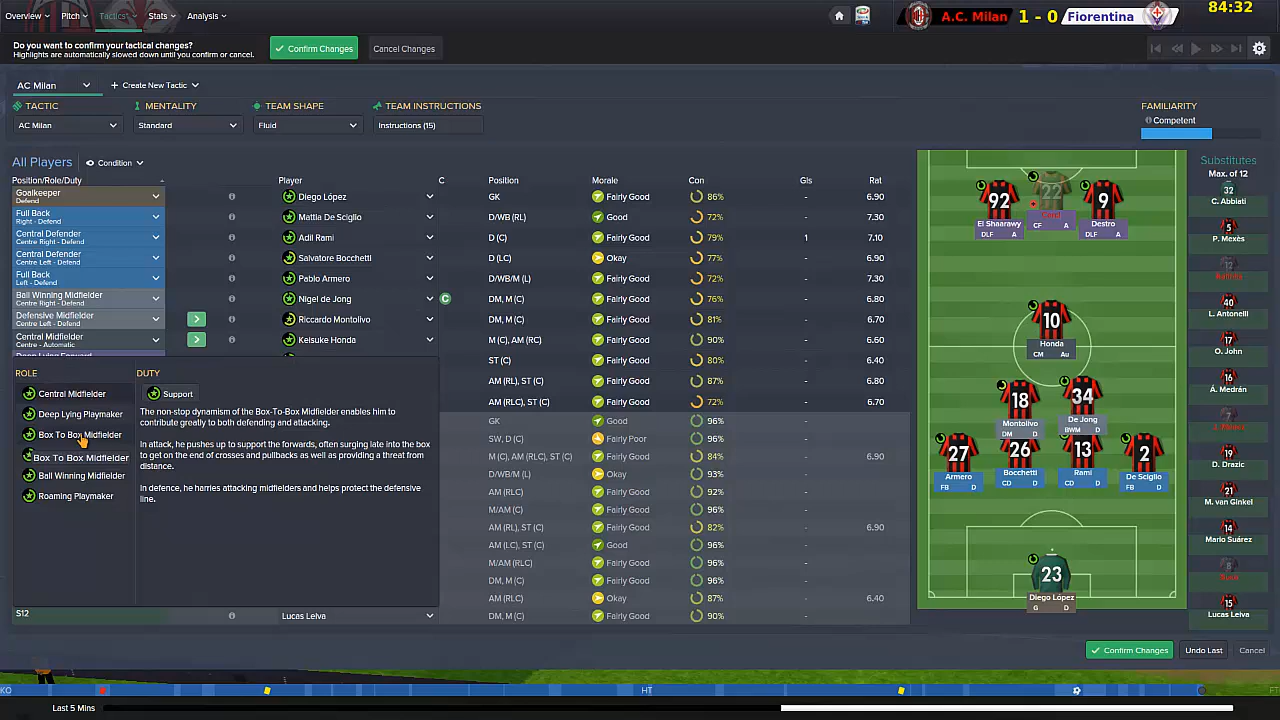 Overview Pitch Tactics Stats Analysis
A.C. Milan 1 - 0 Fiorentina 84:32
Do you want to confirm your tactical changes?
Highlights are automatically slowed down until you confirm or cancel.
Confirm Changes Cancel Changes
AC Milan + Create New Tactic
TACTIC MENTALITY TEAM SHAPE TEAM INSTRUCTIONS FAMILIARITY
AC Milan Standard Fluid Instructions (15) Competent
All Players Condition
Substitutes
Max. of 12
Position/Role/Duty Player C Position Morale Con Gls Rat
Goalkeeper
Defend
Diego López GK Fairly Good 86% - 6.90
Full Back
Right - Defend
Mattia De Sciglio D/WB (RL) Good 72% - 7.30
Central Defender
Centre Right - Defend
Adil Rami D (C) Fairly Good 79% 1 7.10
Central Defender
Centre Left - Defend
Salvatore Bocchetti D (LC) Okay 77% - 6.90
Full Back
Left - Defend
Pablo Armero D/WB/M (L) Fairly Good 72% - 7.30
Ball Winning Midfielder
Centre Right - Defend
Nigel de Jong C DM, M (C) Fairly Good 76% - 6.80
Defensive Midfielder
Centre Left - Defend
Riccardo Montolivo DM, M (C) Fairly Good 81% - 6.70
Central Midfielder
Centre - Automatic
Keisuke Honda M (C), AM (RC) Fairly Good 90% - 6.60
ST (C) Fairly Good 80% - 6.40
AM (RL), ST (C) Fairly Good 87% - 6.80
AM (RLC), ST (C) Fairly Good 72% - 6.70
GK Good 96% -
SW, D (C) Fairly Poor 96% -
M (C), AM (RLC), ST (C) Fairly Good 84% - 6.90
D/WB/M (L) Okay 93% -
AM (RLC) Fairly Good 92% -
M/AM (C) Fairly Good 96% -
AM (RL), ST (C) Fairly Good 82% - 6.90
AM (LC), ST (C) Good 96% -
M/AM (RLC) Fairly Good 96% -
DM, M (C) Fairly Good 96% -
AM (RLC) Okay 87% - 6.40
S12 Lucas Leiva DM, M (C) Fairly Good 90% -
ROLE DUTY
Central Midfielder
Deep Lying Playmaker
Box To Box Midfielder
Box To Box Midfielder
Ball Winning Midfielder
Roaming Playmaker
Support
The non-stop dynamism of the Box-To-Box Midfielder enables him to
contribute greatly to both defending and attacking.
In attack, he pushes up to support the forwards, often surging late into the box
to get on the end of crosses and pullbacks as well as providing a threat from
distance.
In defence, he harries attacking midfielders and helps protect the defensive
line.
92 22 9
El Shaarawy Destro
DLF A CF A DLF A
10
Honda
CM Au
18 34
Montolivo De Jong
DM D BWM D
27 26 13 2
Armero Bocchetti Rami De Sciglio
FB D CD D CD D FB D
23
Diego López
G D
32
C. Abbiati
5
P. Mexès
12
40
L. Antonelli
17
O. John
16
Á. Medrán
7
19
D. Drazic
21
M. van Ginkel
14
Mario Suárez
8
15
Lucas Leiva
Confirm Changes Undo Last Cancel
KO HT FT
Last 5 Mins